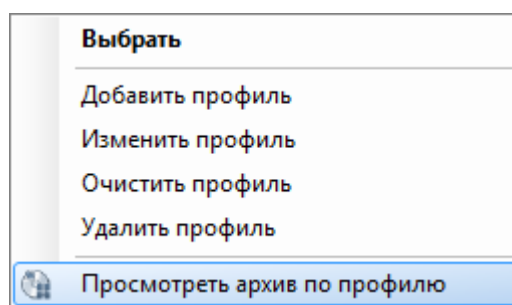 Выбрать
Добавить профиль
Изменить профиль
Очистить профиль
Удалить профиль
Просмотреть архив по профилю